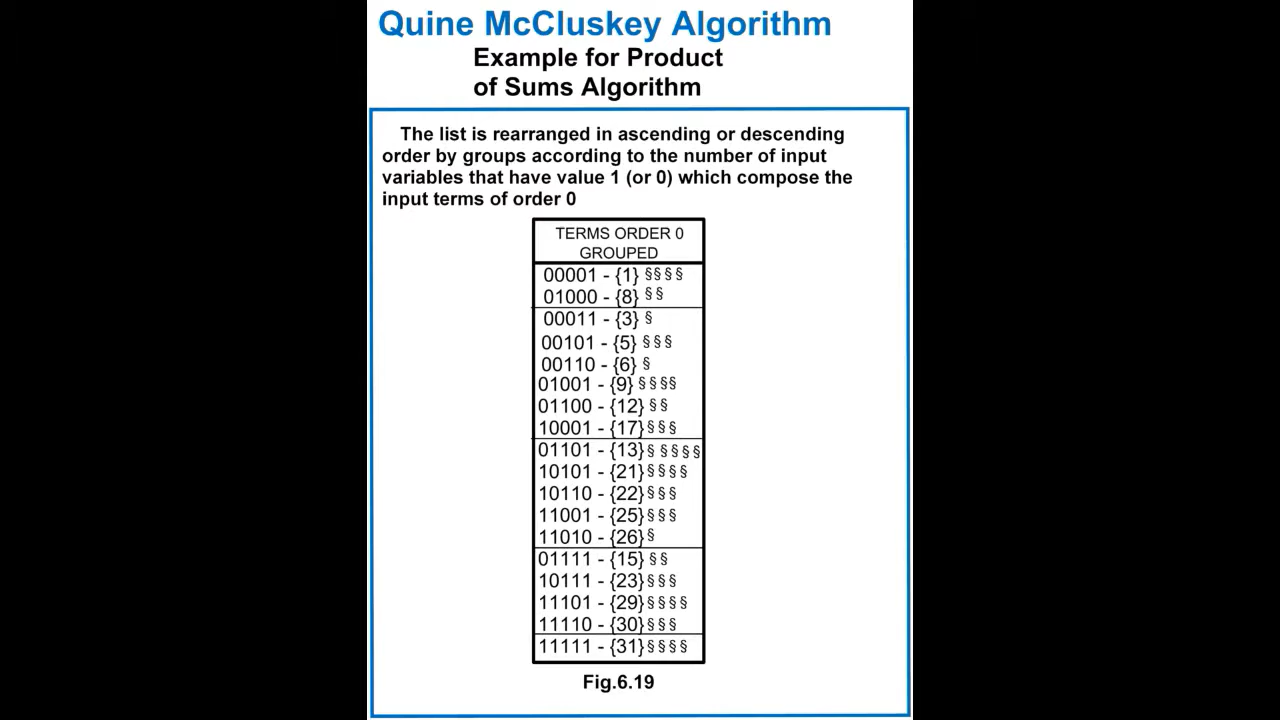 Quine McCluskey Algorithm
Example for Product
of Sums Algorithm
The list is rearranged in ascending or descending
order by groups according to the number of input
variables that have value 1 (or 0) which compose the
input terms of order 0
TERMS ORDER 0
GROUPED
00001 - {1} §§§§
01000 - {8} §§
00011 - {3} §
00101 - {5} §§§
00110 - {6} §
01001 - {9} §§§§
01100 - {12} §§
10001 - {17} §§§
01101 - {13} §§§§§
10101 - {21} §§§§
10110 - {22} §§§
11001 - {25} §§§
11010 - {26} §
01111 - {15} §§
10111 - {23} §§§
11101 - {29} §§§§
11110 - {30} §§§
11111 - {31} §§§§
Fig.6.19